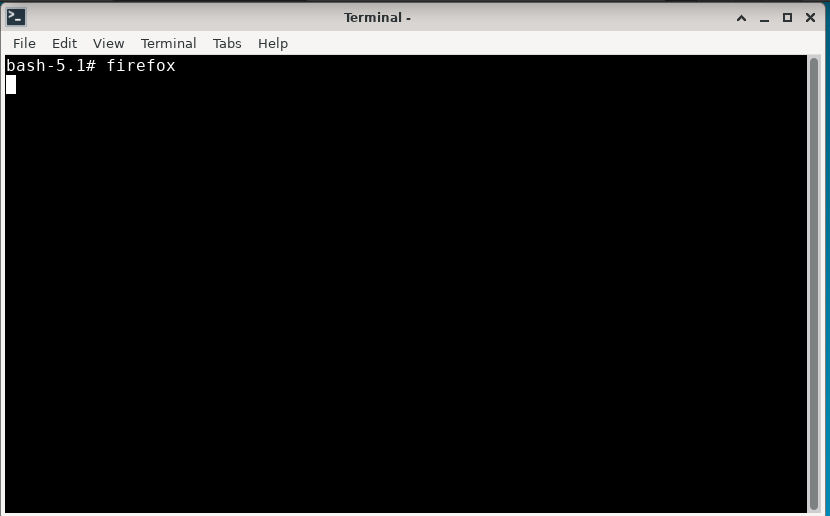 Terminal -
File Edit View Terminal Tabs Help
bash-5.1# firefox